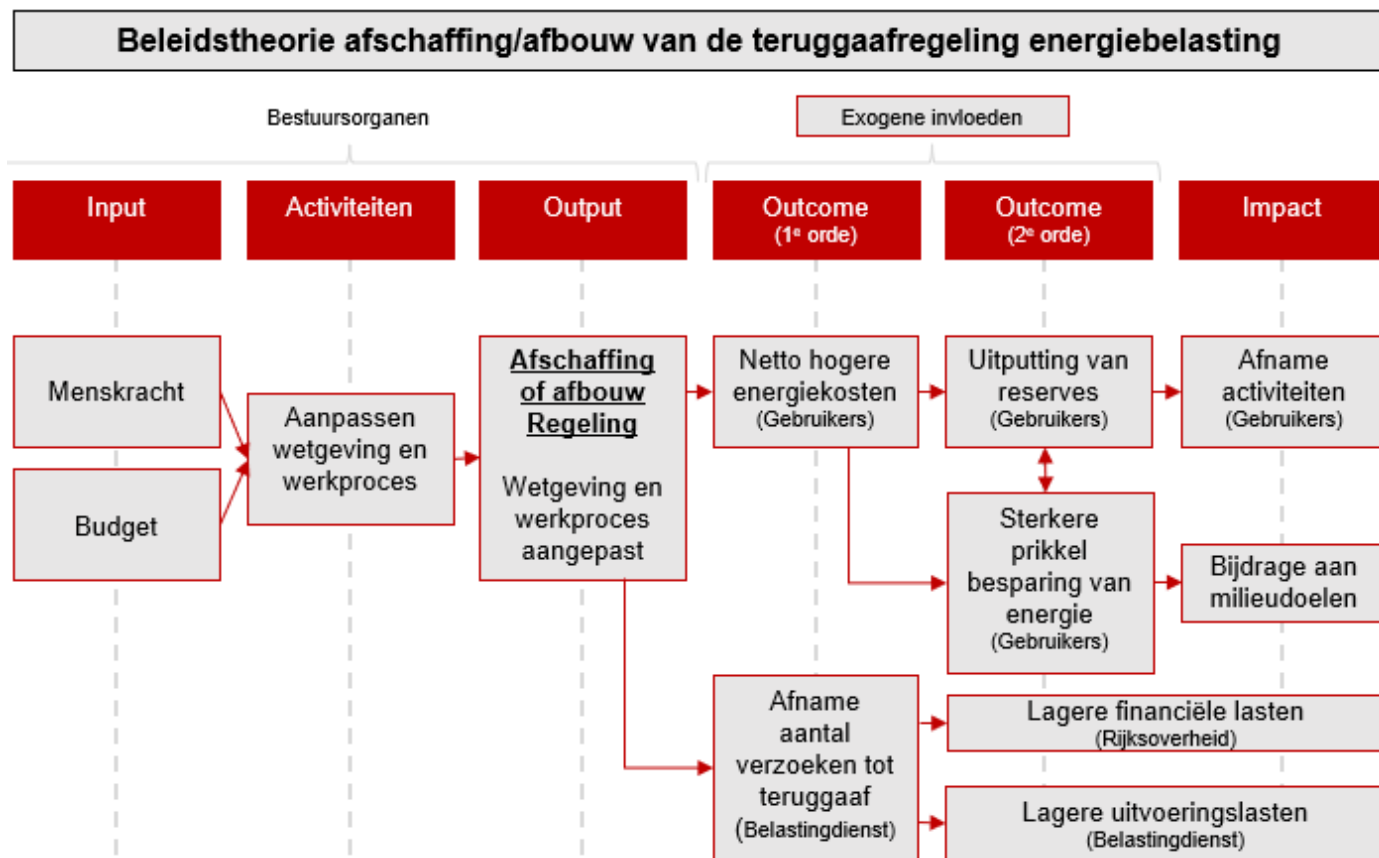 Beleidstheorie afschaffing/afbouw van de teruggaafregeling energiebelasting
Bestuursorganen
Exogene invloeden
Input
Activiteiten
Output
Outcome
(1e orde)
Outcome
(2e orde)
Impact
Menskracht
Budget
Aanpassen
wetgeving en
werkproces
Afschaffing
of afbouw
Regeling
Wetgeving en
werkproces
aangepast
Netto hogere
energiekosten
(Gebruikers)
Uitputting van
reserves
(Gebruikers)
Afname
activiteiten
(Gebruikers)
Sterkere
prikkel
besparing van
energie
(Gebruikers)
Bijdrage aan
milieudoelen
Afname
aantal
verzoeken tot
teruggaaf
(Belastingdienst)
Lagere financiële lasten
(Rijksoverheid)
Lagere uitvoeringslasten
(Belastingdienst)